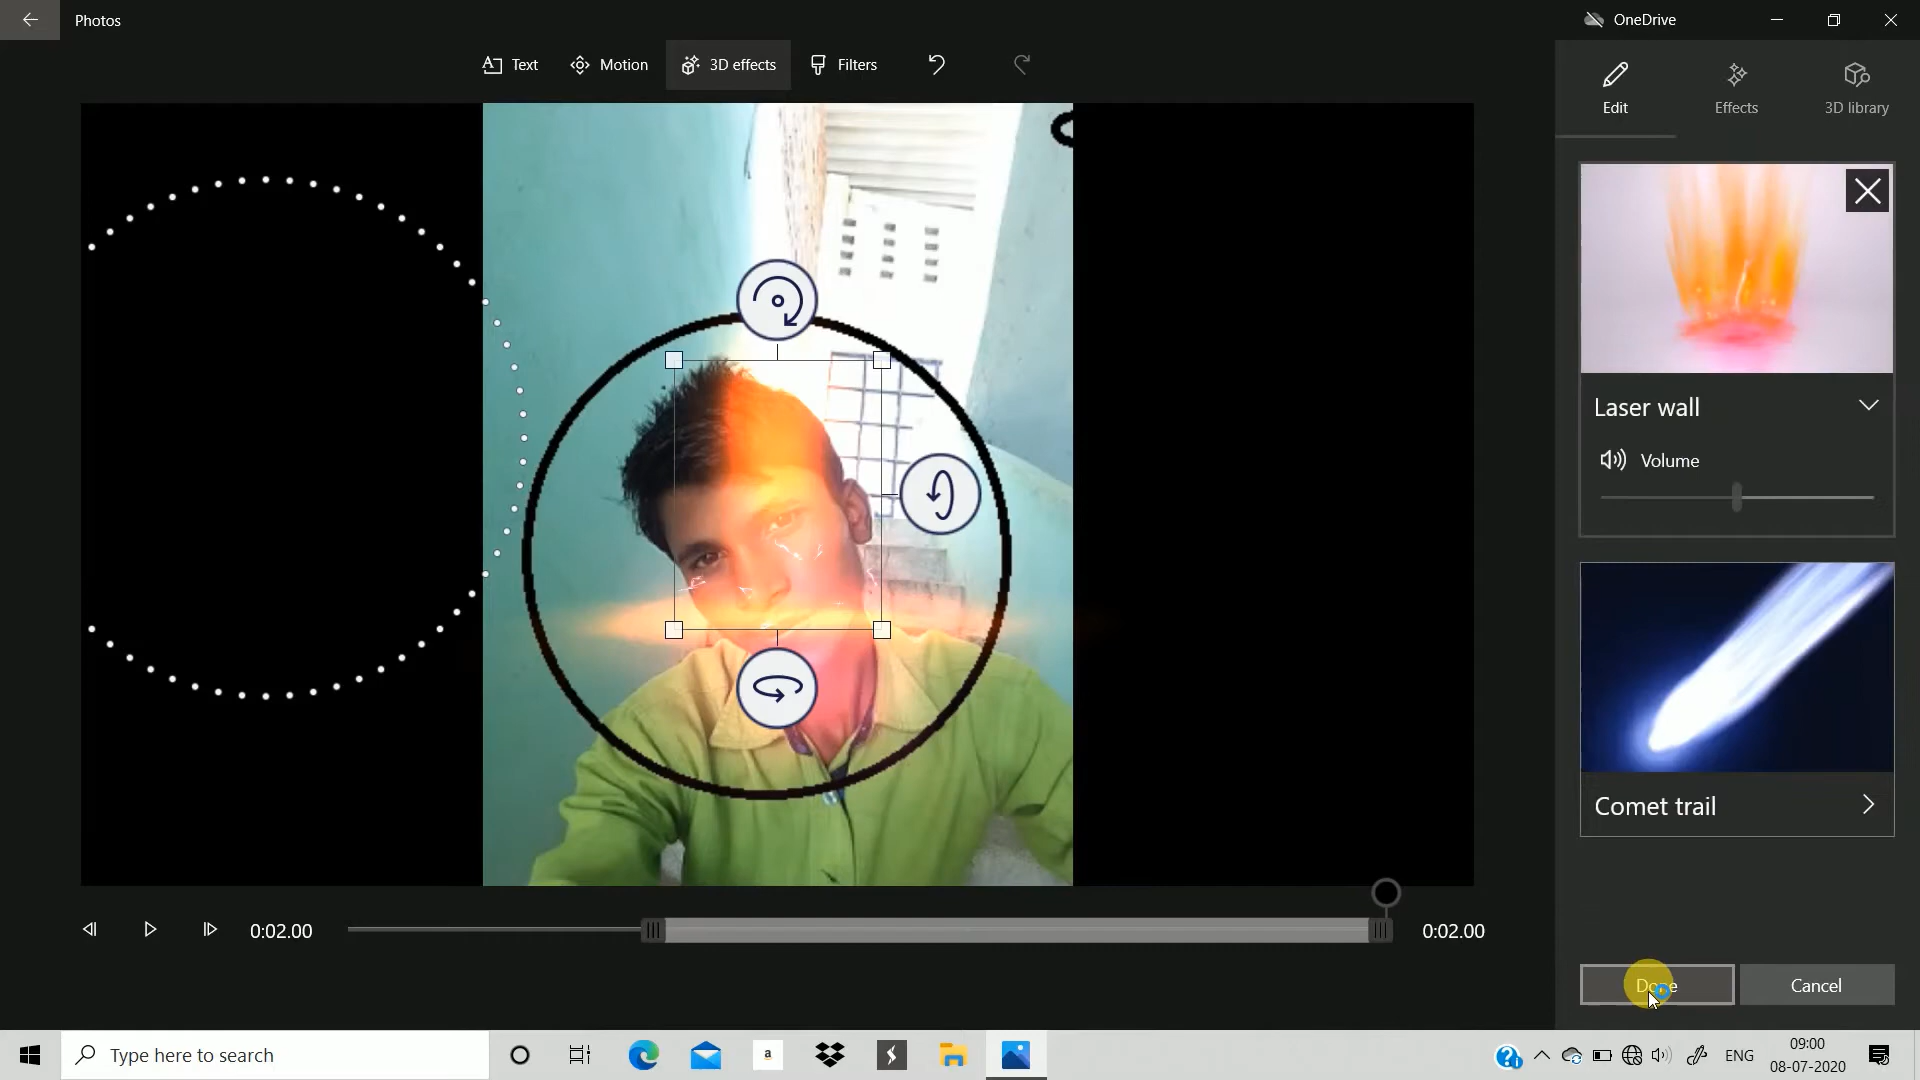 Photos
OneDrive
Text
Motion
3D effects
Filters
Edit
Effects
3D library
Laser wall
Volume
Comet trail
0:02.00
0:02.00
Done
Cancel
Type here to search
a
ENG
09:00
08-07-2020